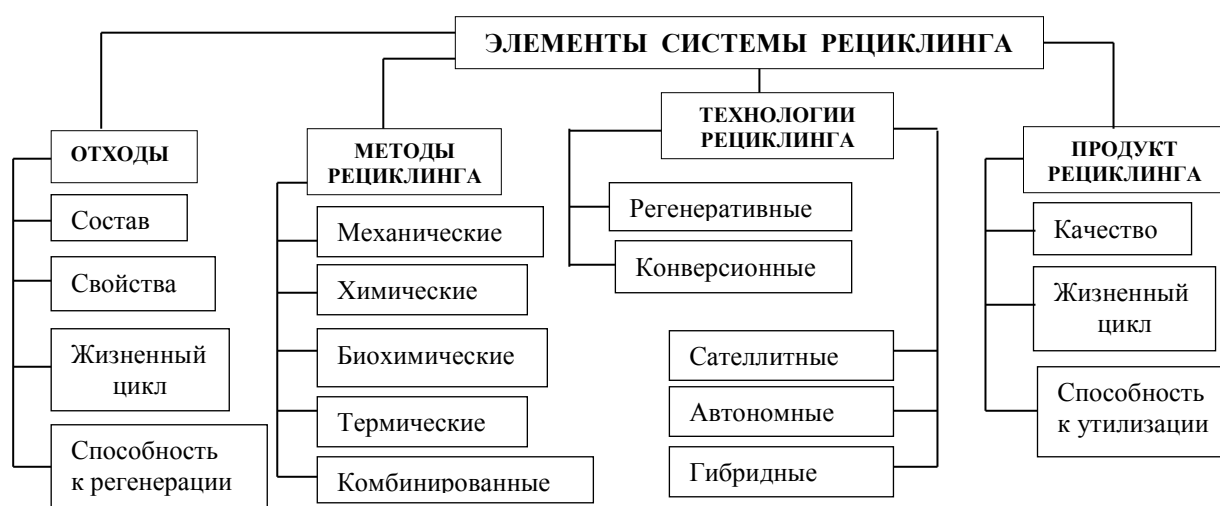 ЭЛЕМЕНТЫ СИСТЕМЫ РЕЦИКЛИНГА
ОТХОДЫ
Состав
Свойства
Жизненный
цикл
Способность
к регенерации
МЕТОДЫ
РЕЦИКЛИНГА
Механические
Химические
Биохимические
Термические
Комбинированные
ТЕХНОЛОГИИ
РЕЦИКЛИНГА
Регенеративные
Конверсионные
Сателлитные
Автономные
Гибридные
ПРОДУКТ
РЕЦИКЛИНГА
Качество
Жизненный
цикл
Способность
к утилизации